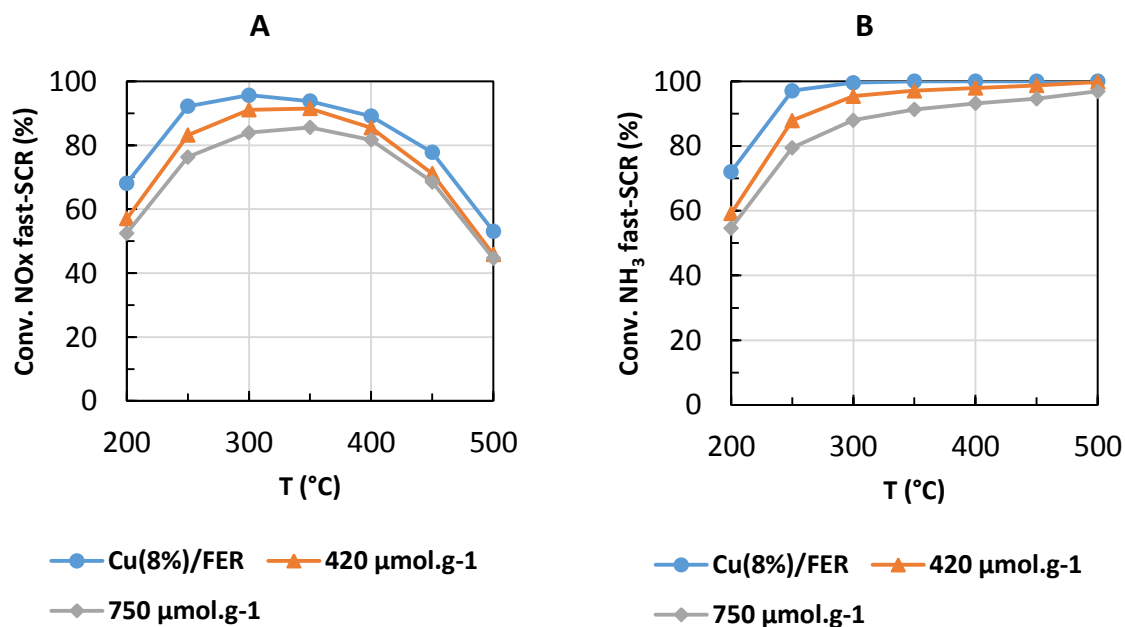 A
Conv. NOx fast-SCR (%)
100
80
60
40
20
0
200 300 400 500
T (°C)
Cu(8%)/FER 420 µmol.g-1
750 µmol.g-1
B
Conv. NH₃ fast-SCR (%)
100
80
60
40
20
0
200 300 400 500
T (°C)
Cu(8%)/FER 420 µmol.g-1
750 µmol.g-1